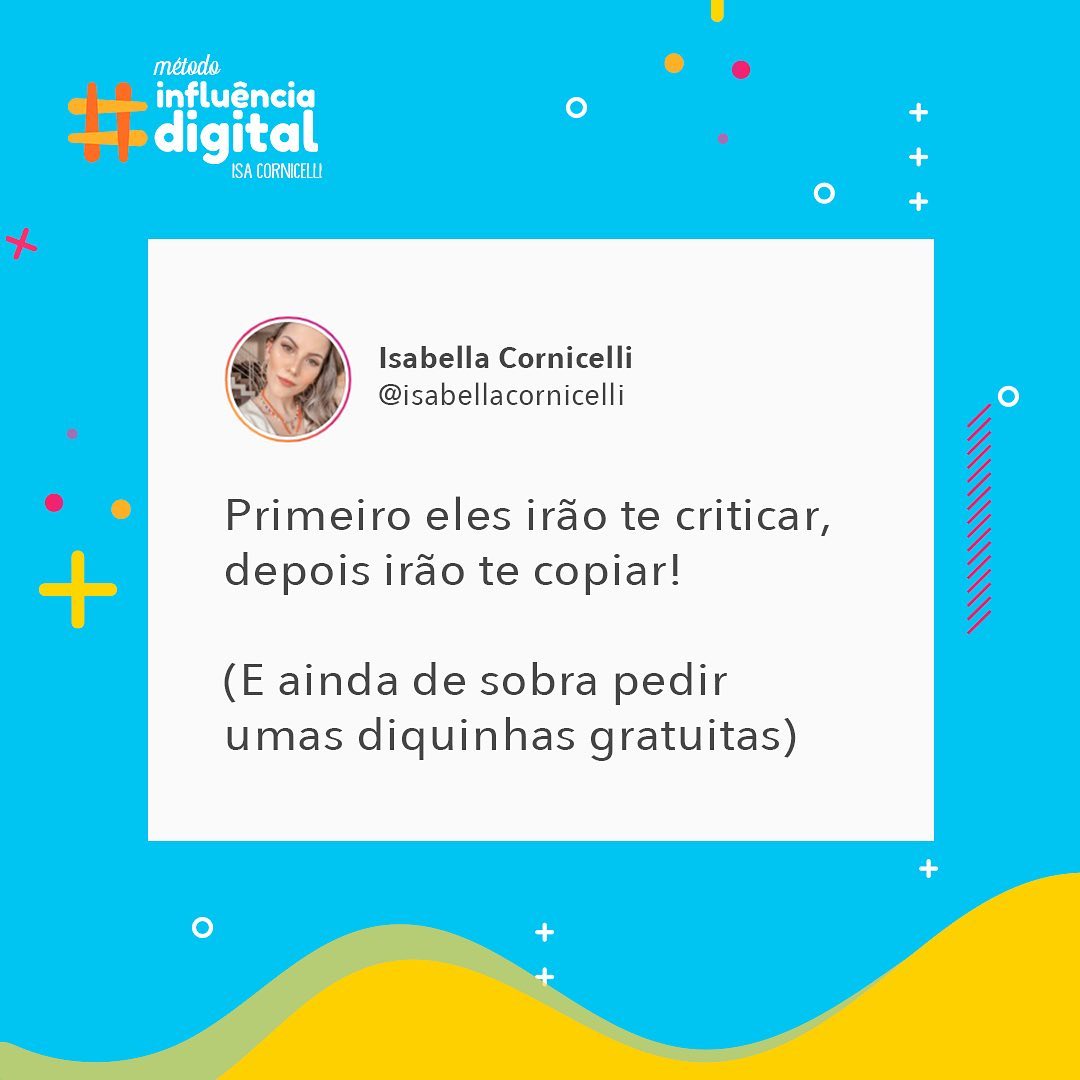 método
influência
digital
ISA CORNICELLI
Isabella Cornicelli
@isabellacornicelli
Primeiro eles irão te criticar,
depois irão te copiar!
(E ainda de sobra pedir
umas diquinhas gratuitas)